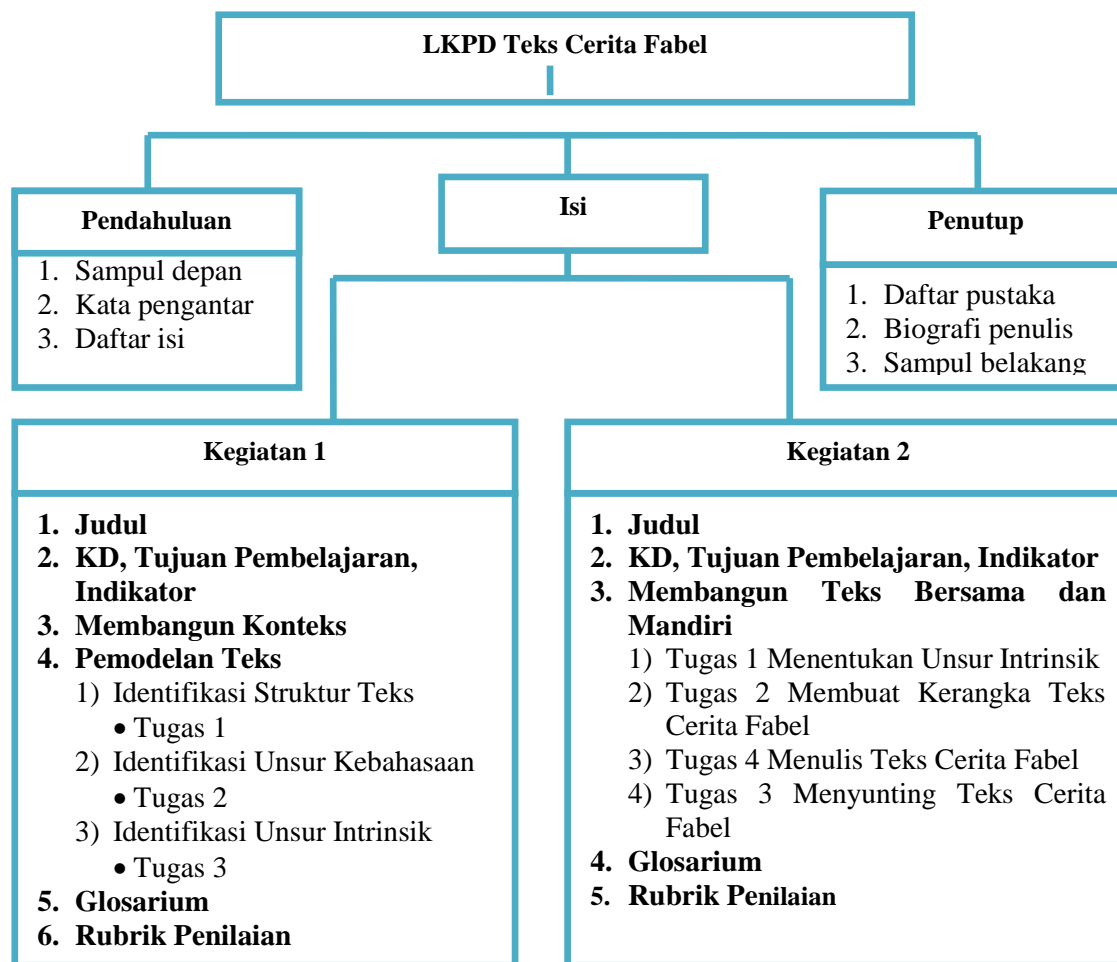 LKPD Teks Cerita Fabel
Pendahuluan
1. Sampul depan
2. Kata pengantar
3. Daftar isi
Isi
Penutup
1. Daftar pustaka
2. Biografi penulis
3. Sampul belakang
Kegiatan 1
1. Judul
2. KD, Tujuan Pembelajaran,
Indikator
3. Membangun Konteks
4. Pemodelan Teks
1) Identifikasi Struktur Teks
• Tugas 1
2) Identifikasi Unsur Kebahasaan
• Tugas 2
3) Identifikasi Unsur Intrinsik
• Tugas 3
5. Glosarium
6. Rubrik Penilaian
Kegiatan 2
1. Judul
2. KD, Tujuan Pembelajaran, Indikator
3. Membangun Teks Bersama dan
Mandiri
1) Tugas 1 Menentukan Unsur Intrinsik
2) Tugas 2 Membuat Kerangka Teks
Cerita Fabel
3) Tugas 4 Menulis Teks Cerita Fabel
4) Tugas 3 Menyunting Teks Cerita
Fabel
4. Glosarium
5. Rubrik Penilaian